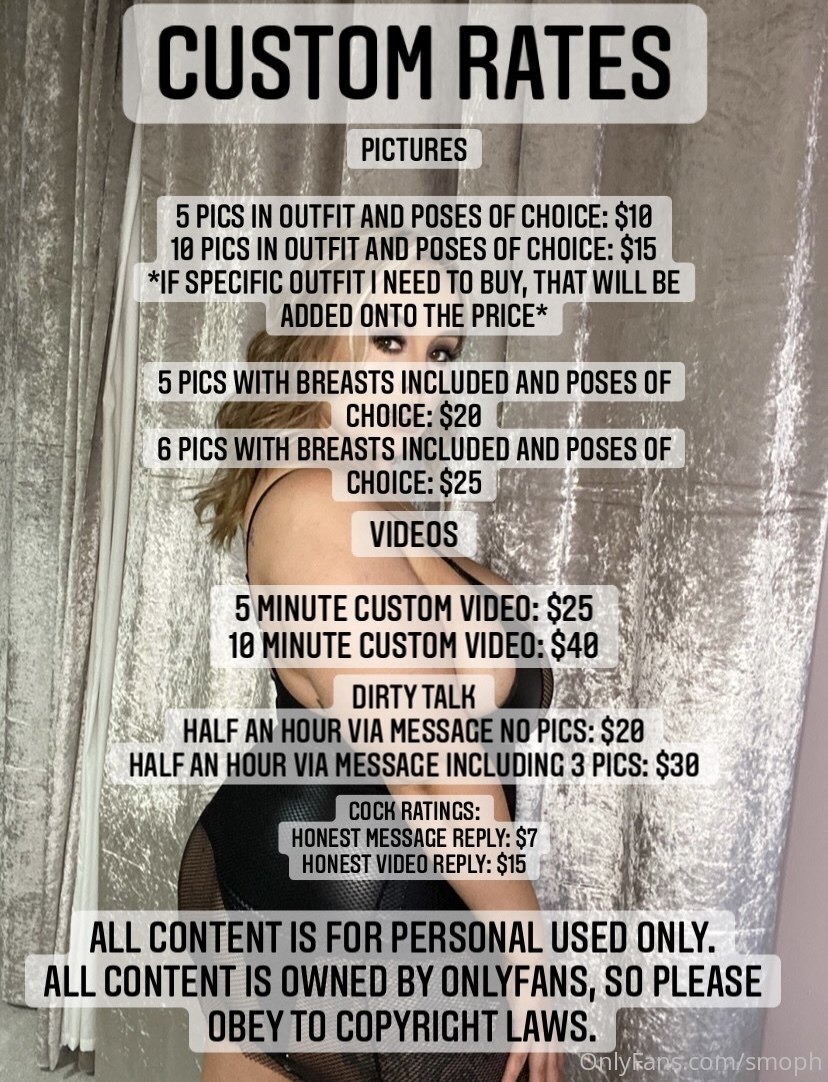 CUSTOM RATES
PICTURES
5 PICS IN OUTFIT AND POSES OF CHOICE: $10
10 PICS IN OUTFIT AND POSES OF CHOICE: $15
*IF SPECIFIC OUTFIT I NEED TO BUY, THAT WILL BE
ADDED ONTO THE PRICE*
5 PICS WITH BREASTS INCLUDED AND POSES OF
CHOICE: $20
6 PICS WITH BREASTS INCLUDED AND POSES OF
CHOICE: $25
VIDEOS
5 MINUTE CUSTOM VIDEO: $25
10 MINUTE CUSTOM VIDEO: $40
DIRTY TALK
HALF AN HOUR VIA MESSAGE NO PICS: $20
HALF AN HOUR VIA MESSAGE INCLUDING 3 PICS: $30
COCK RATINGS:
HONEST MESSAGE REPLY: $7
HONEST VIDEO REPLY: $15
ALL CONTENT IS FOR PERSONAL USED ONLY.
ALL CONTENT IS OWNED BY ONLYFANS, SO PLEASE
OBEY TO COPYRIGHT LAWS.
OnlyFans.com/smoph